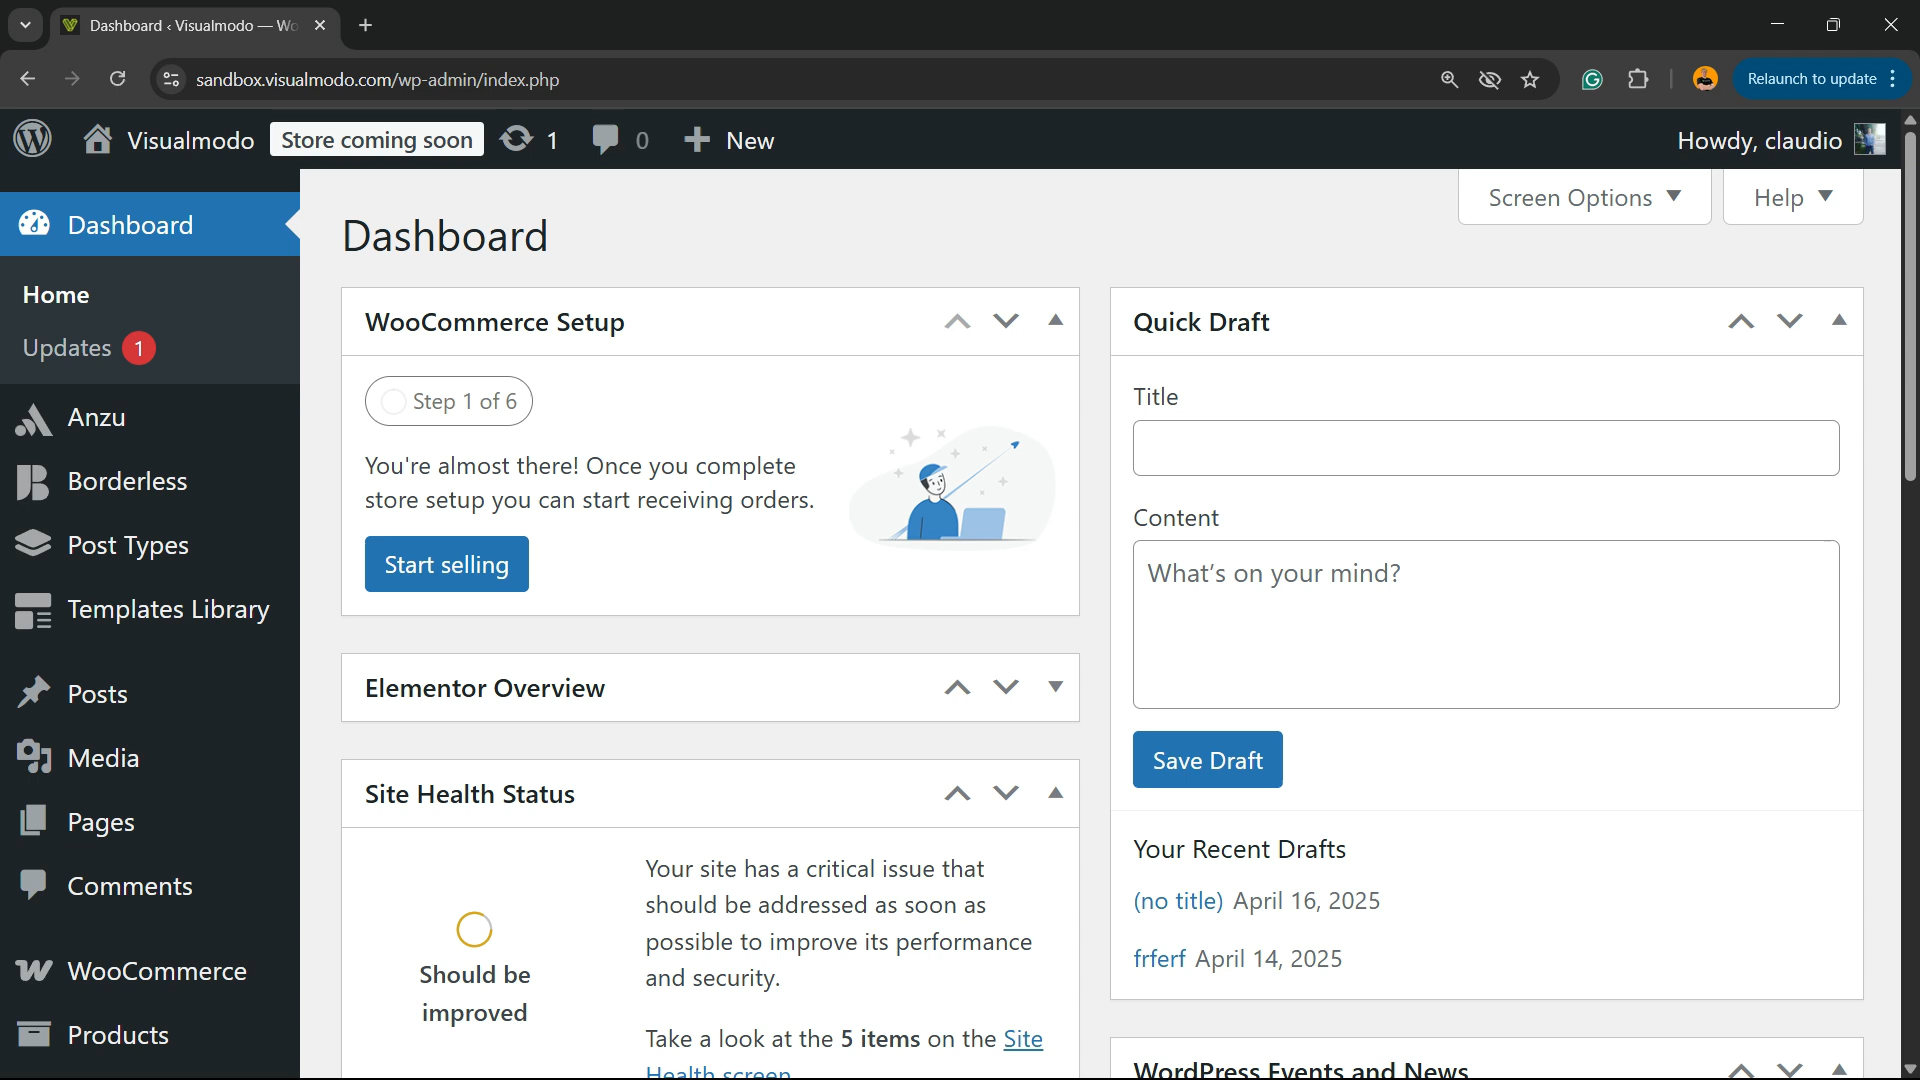 Dashboard ‹ Visualmodo — Wo
sandbox.visualmodo.com/wp-admin/index.php
Relaunch to update
Visualmodo
Store coming soon
1
0
New
Howdy, claudio
Dashboard
Home
Updates 1
Anzu
Borderless
Post Types
Templates Library
Posts
Media
Pages
Comments
WooCommerce
Products
Screen Options
Help
Dashboard
WooCommerce Setup
Step 1 of 6
You're almost there! Once you complete
store setup you can start receiving orders.
Start selling
Elementor Overview
Site Health Status
Should be
improved
Your site has a critical issue that
should be addressed as soon as
possible to improve its performance
and security.
Take a look at the 5 items on the Site
Health screen
Quick Draft
Title
Content
What's on your mind?
Save Draft
Your Recent Drafts
(no title) April 16, 2025
frferf April 14, 2025
WordPress Events and News